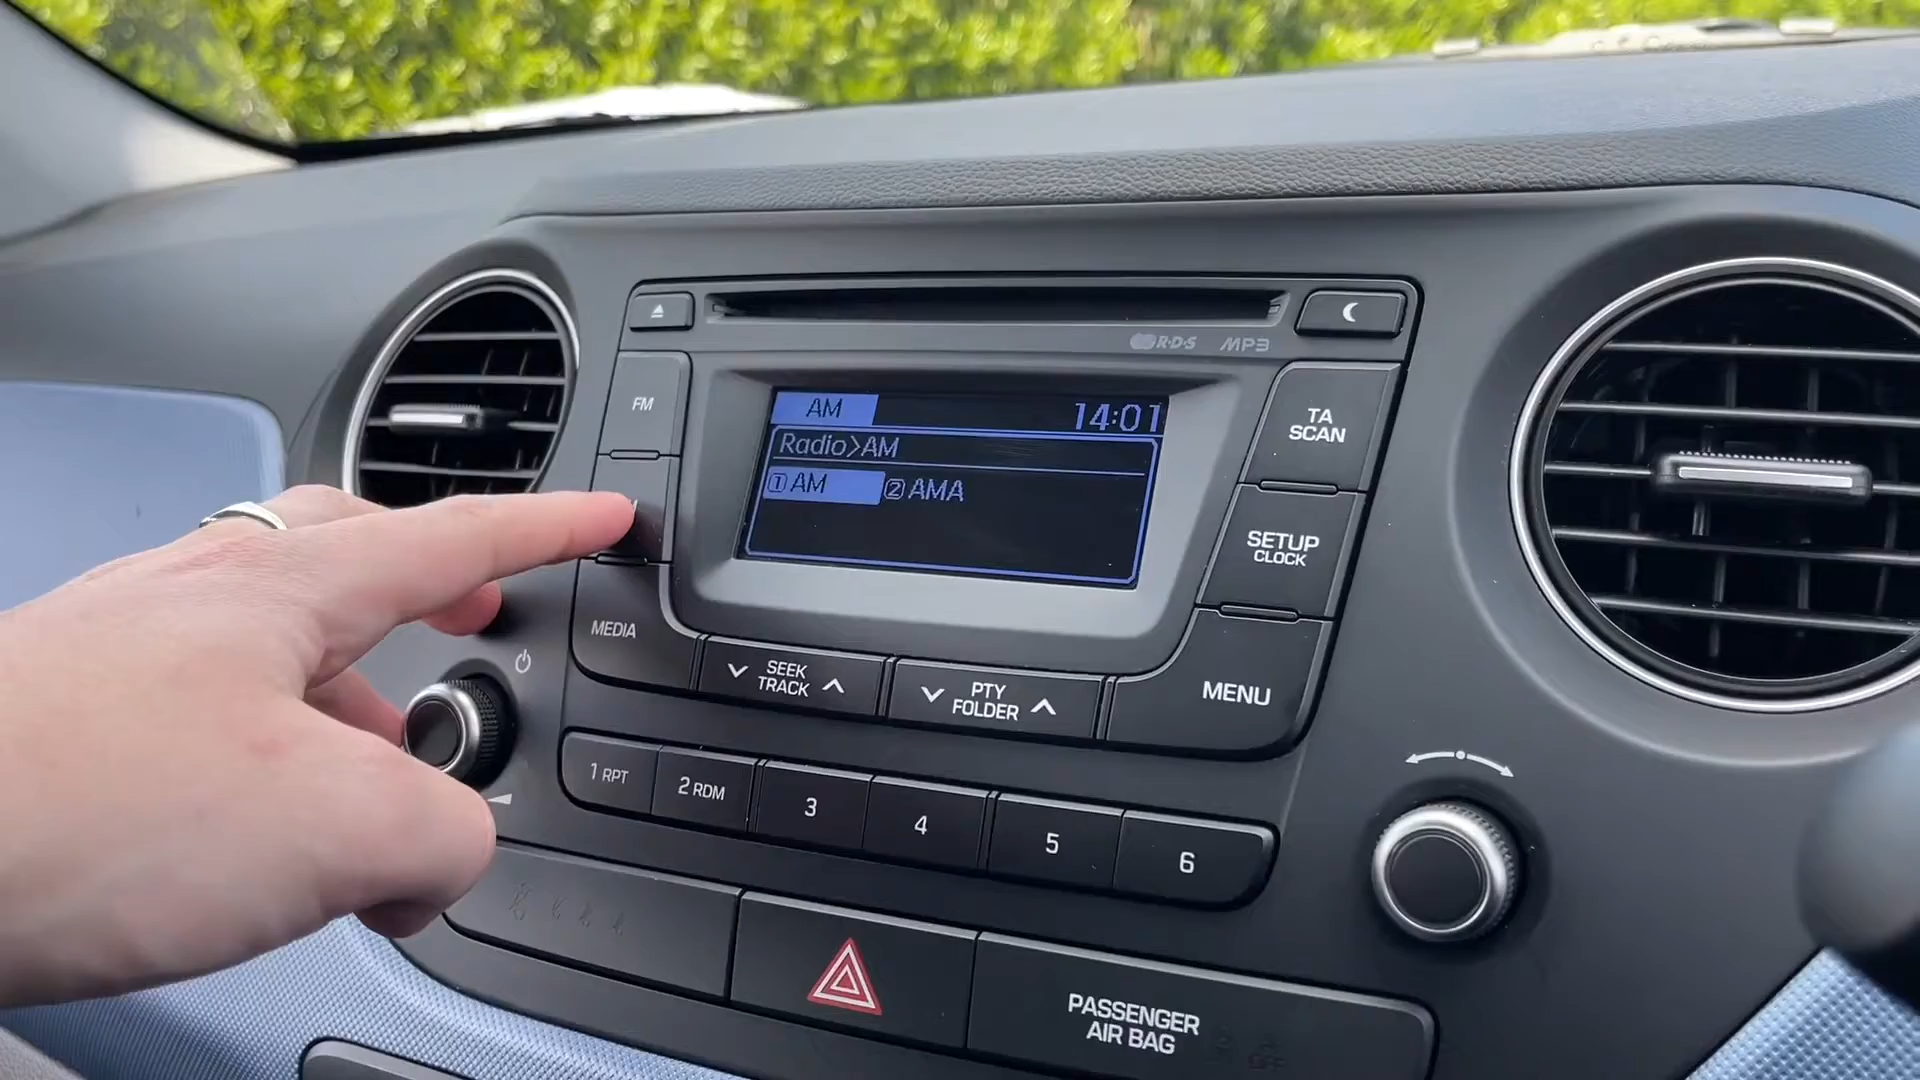 R·D·S MP3
FM
AM 14:01
Radio>AM
① AM ② AMA
TA
SCAN
SETUP
CLOCK
MEDIA
SEEK
TRACK
PTY
FOLDER
MENU
1 RPT
2 RDM
3
4
5
6
PASSENGER
AIR BAG